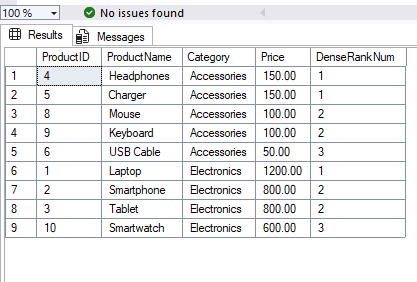 100 %
No issues found
Results Messages
ProductID ProductName Category Price DenseRankNum
1 4 Headphones Accessories 150.00 1
2 5 Charger Accessories 150.00 1
3 8 Mouse Accessories 100.00 2
4 9 Keyboard Accessories 100.00 2
5 6 USB Cable Accessories 50.00 3
6 1 Laptop Electronics 1200.00 1
7 2 Smartphone Electronics 800.00 2
8 3 Tablet Electronics 800.00 2
9 10 Smartwatch Electronics 600.00 3